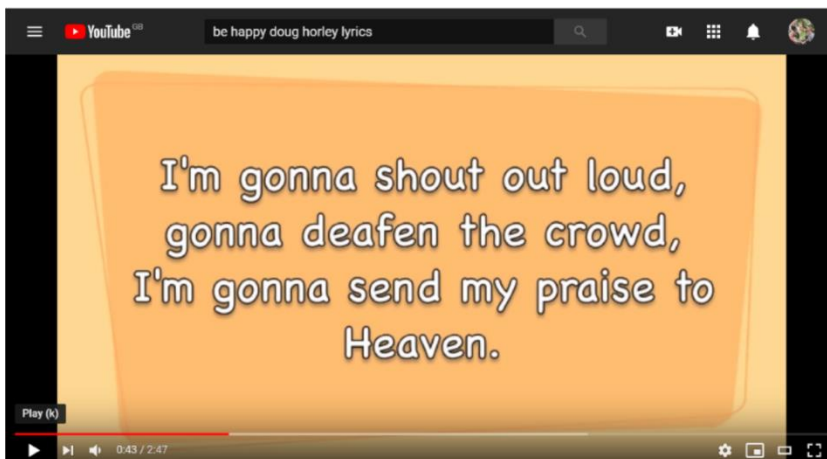 YouTube GB
be happy doug horley lyrics
I'm gonna shout out loud,
gonna deafen the crowd,
I'm gonna send my praise to
Heaven.
Play (k)
0:43 / 2:47